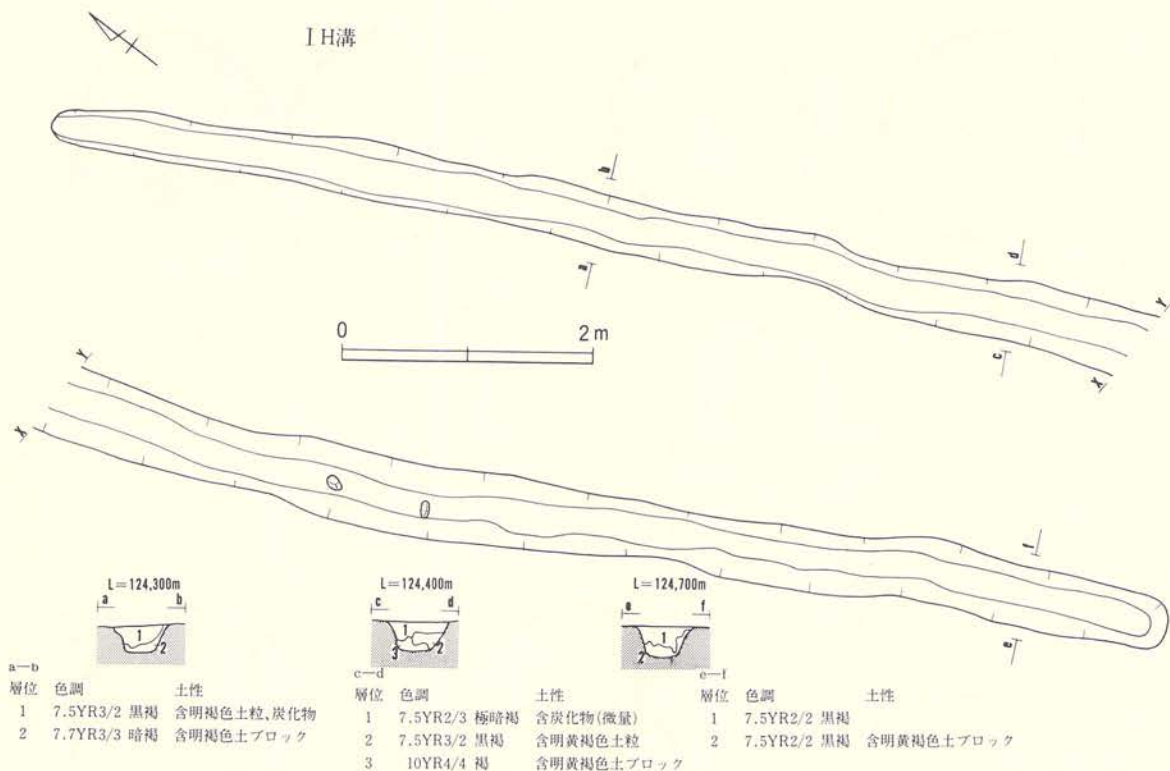 I H溝
b
d
a
Y
0 2m
c
X
Y
X
f
L=124,300m L=124,400m L=124,700m
a b c d e f
1 1 1
2 3 2 2
e
a—b
層位 色調 土性
1 7.5YR3/2 黒褐 含明褐色土粒,炭化物
2 7.7YR3/3 暗褐 含明褐色土ブロック
c—d
層位 色調 土性
1 7.5YR2/3 極暗褐 含炭化物(微量)
2 7.5YR3/2 黒褐 含明黄褐色土粒
3 10YR4/4 褐 含明黄褐色土ブロック
e—f
層位 色調 土性
1 7.5YR2/2 黒褐
2 7.5YR2/2 黒褐 含明黄褐色土ブロック